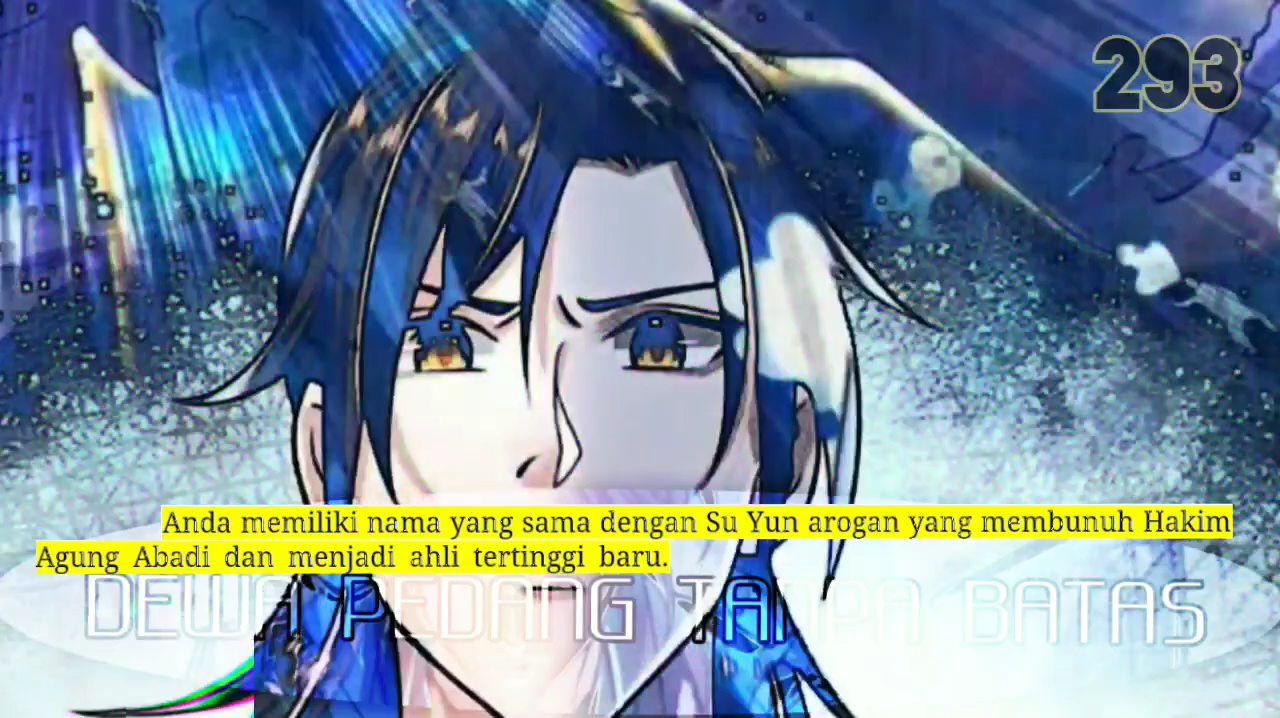 293
Anda memiliki nama yang sama dengan Su Yun arogan yang membunuh Hakim
Agung Abadi dan menjadi ahli tertinggi baru.
DEWA PEDANG TANPA BATAS